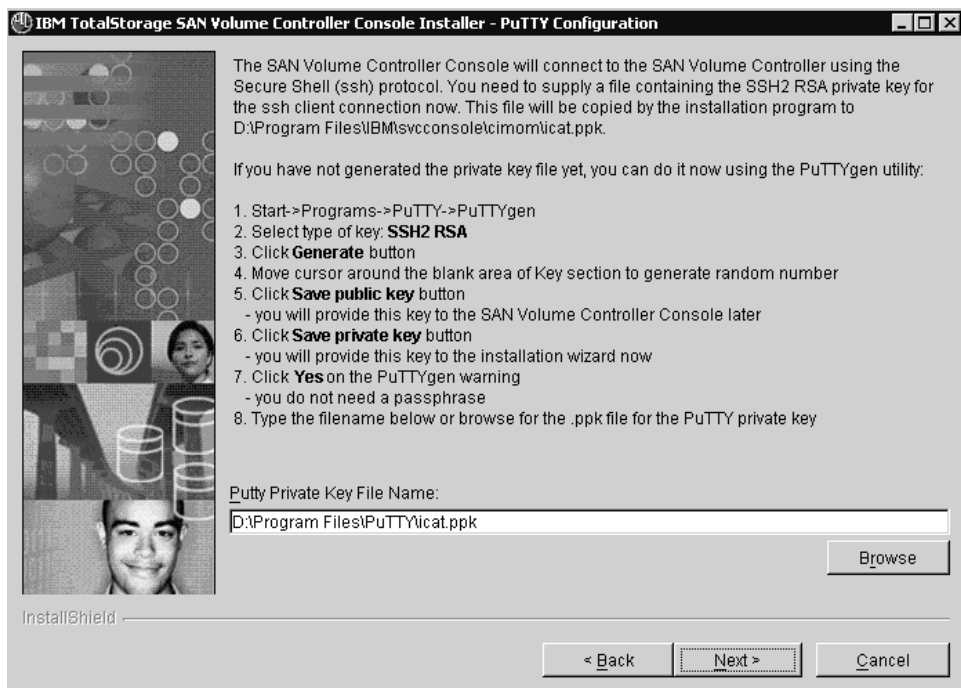 IBM TotalStorage SAN Volume Controller Console Installer - PuTTY Configuration
The SAN Volume Controller Console will connect to the SAN Volume Controller using the
Secure Shell (ssh) protocol. You need to supply a file containing the SSH2 RSA private key for
the ssh client connection now. This file will be copied by the installation program to
D:\Program Files\IBM\svcconsole\cimom\icat.ppk.
If you have not generated the private key file yet, you can do it now using the PuTTYgen utility:
1. Start->Programs->PuTTY->PuTTYgen
2. Select type of key: SSH2 RSA
3. Click Generate button
4. Move cursor around the blank area of Key section to generate random number
5. Click Save public key button
- you will provide this key to the SAN Volume Controller Console later
6. Click Save private key button
- you will provide this key to the installation wizard now
7. Click Yes on the PuTTYgen warning
- you do not need a passphrase
8. Type the filename below or browse for the .ppk file for the PuTTY private key
Putty Private Key File Name:
D:\Program Files\PuTTY\icat.ppk
Browse
InstallShield
< Back
Next >
Cancel